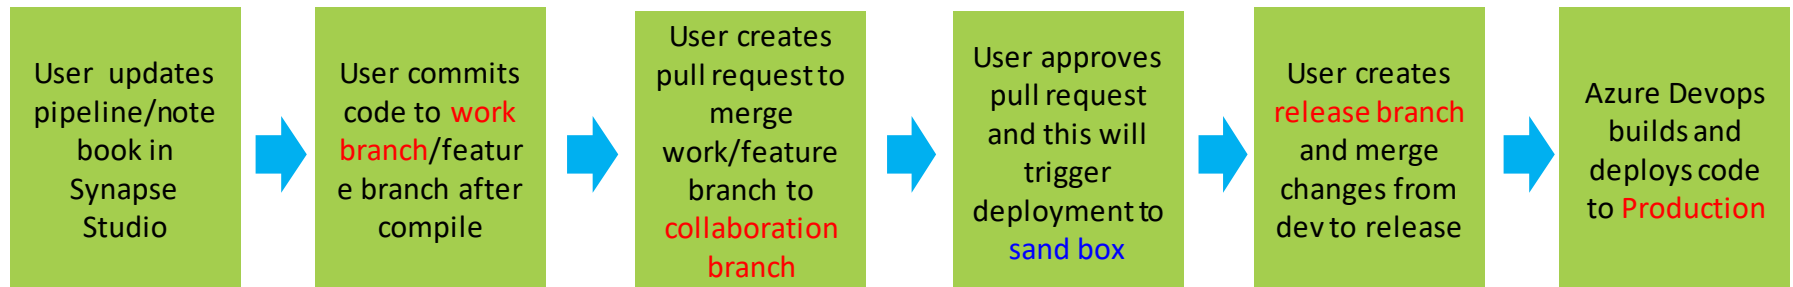 User updates
pipeline/note
book in
Synapse
Studio
User commits
code to work
branch/featur
e branch after
compile
User creates
pull request to
merge
work/feature
branch to
collaboration
branch
User approves
pull request
and this will
trigger
deployment to
sand box
User creates
release branch
and merge
changes from
dev to release
Azure Devops
builds and
deploys code
to Production